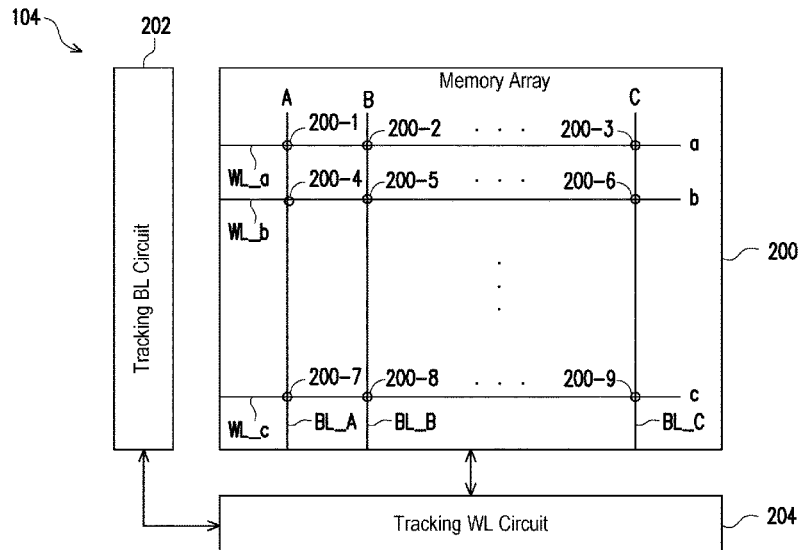 104
202
Memory Array
A B C
200-1 200-2 . . . 200-3 a
WL_a
200-4 200-5 . . . 200-6 b
WL_b
200
Tracking BL Circuit
200-7 200-8 . . . 200-9 c
WL_c BL_A BL_B BL_C
Tracking WL Circuit 204